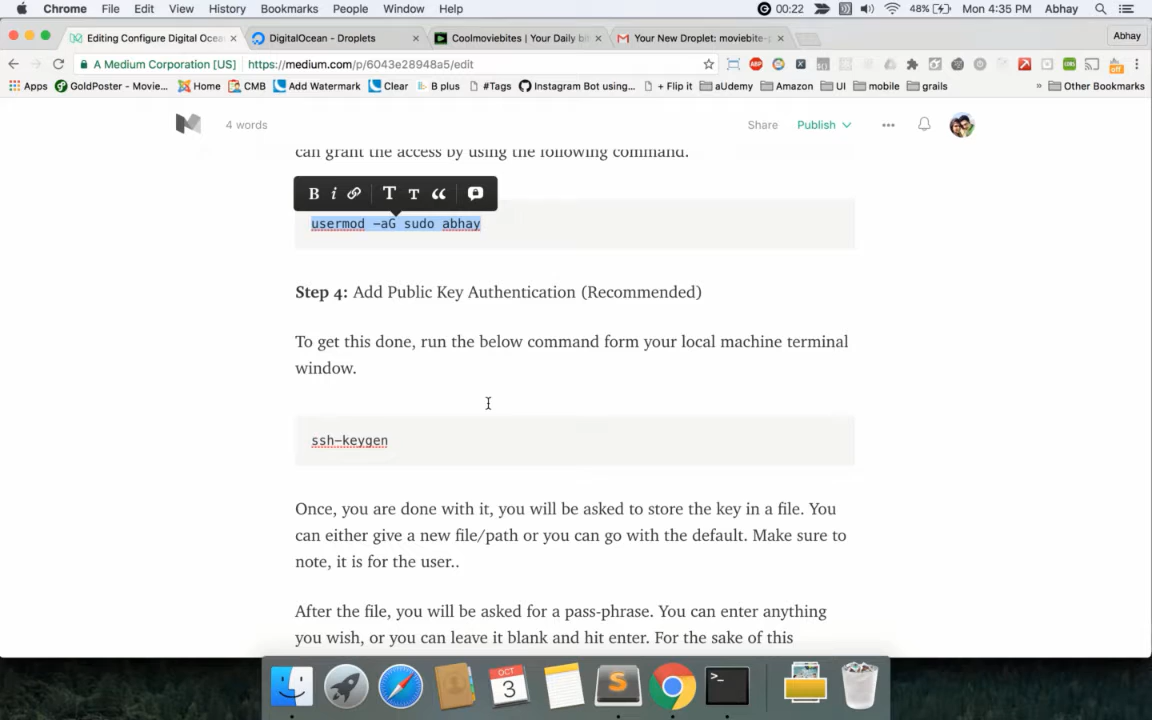 Chrome File Edit View History Bookmarks People Window Help 00:22 48% Mon 4:35 PM Abhay
Editing Configure Digital Ocea DigitalOcean - Droplets Coolmoviebites | Your Daily bi Your New Droplet: moviebite- Abhay
A Medium Corporation [US] https://medium.com/p/6043e28948a5/edit
Apps GoldPoster - Movie... Home CMB Add Watermark Clear B plus #Tags Instagram Bot using... + Flip it aUdemy Amazon UI mobile grails » Other Bookmarks
4 words Share Publish
can grant the access by using the following command.
B i T T
usermod -aG sudo abhay
Step 4: Add Public Key Authentication (Recommended)
To get this done, run the below command form your local machine terminal
window.
ssh-keygen
Once, you are done with it, you will be asked to store the key in a file. You
can either give a new file/path or you can go with the default. Make sure to
note, it is for the user..
After the file, you will be asked for a pass-phrase. You can enter anything
you wish, or you can leave it blank and hit enter. For the sake of this
OCT
3